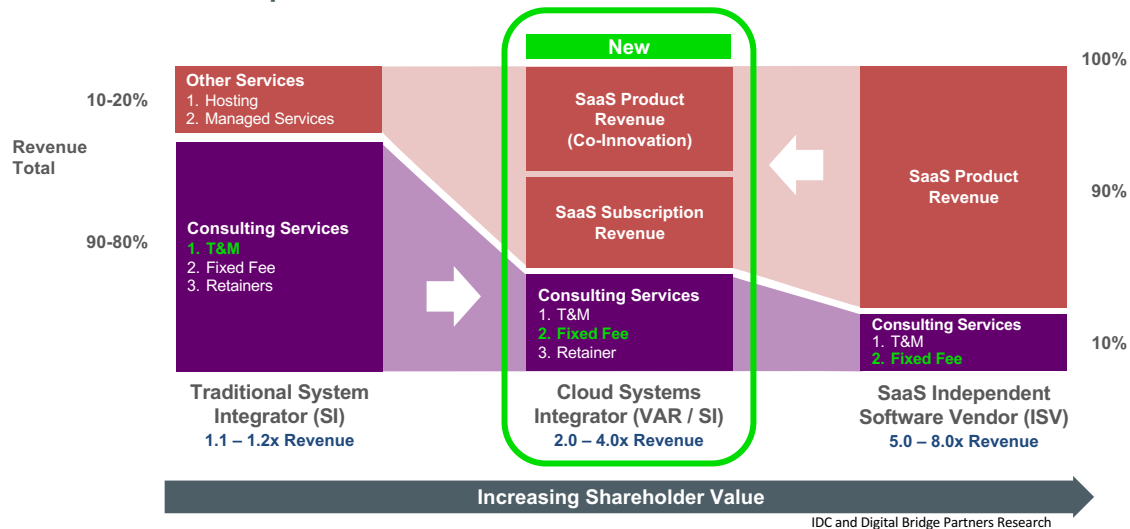 New
100%
Other Services
1. Hosting
2. Managed Services
10-20%
SaaS Product
Revenue
(Co-Innovation)
Revenue
Total
SaaS Product
Revenue
90%
SaaS Subscription
Revenue
Consulting Services
1. T&M
2. Fixed Fee
3. Retainers
90-80%
Consulting Services
1. T&M
2. Fixed Fee
3. Retainer
Consulting Services
1. T&M
2. Fixed Fee
10%
Traditional System
Integrator (SI)
1.1 – 1.2x Revenue
Cloud Systems
Integrator (VAR / SI)
2.0 – 4.0x Revenue
SaaS Independent
Software Vendor (ISV)
5.0 – 8.0x Revenue
Increasing Shareholder Value
IDC and Digital Bridge Partners Research